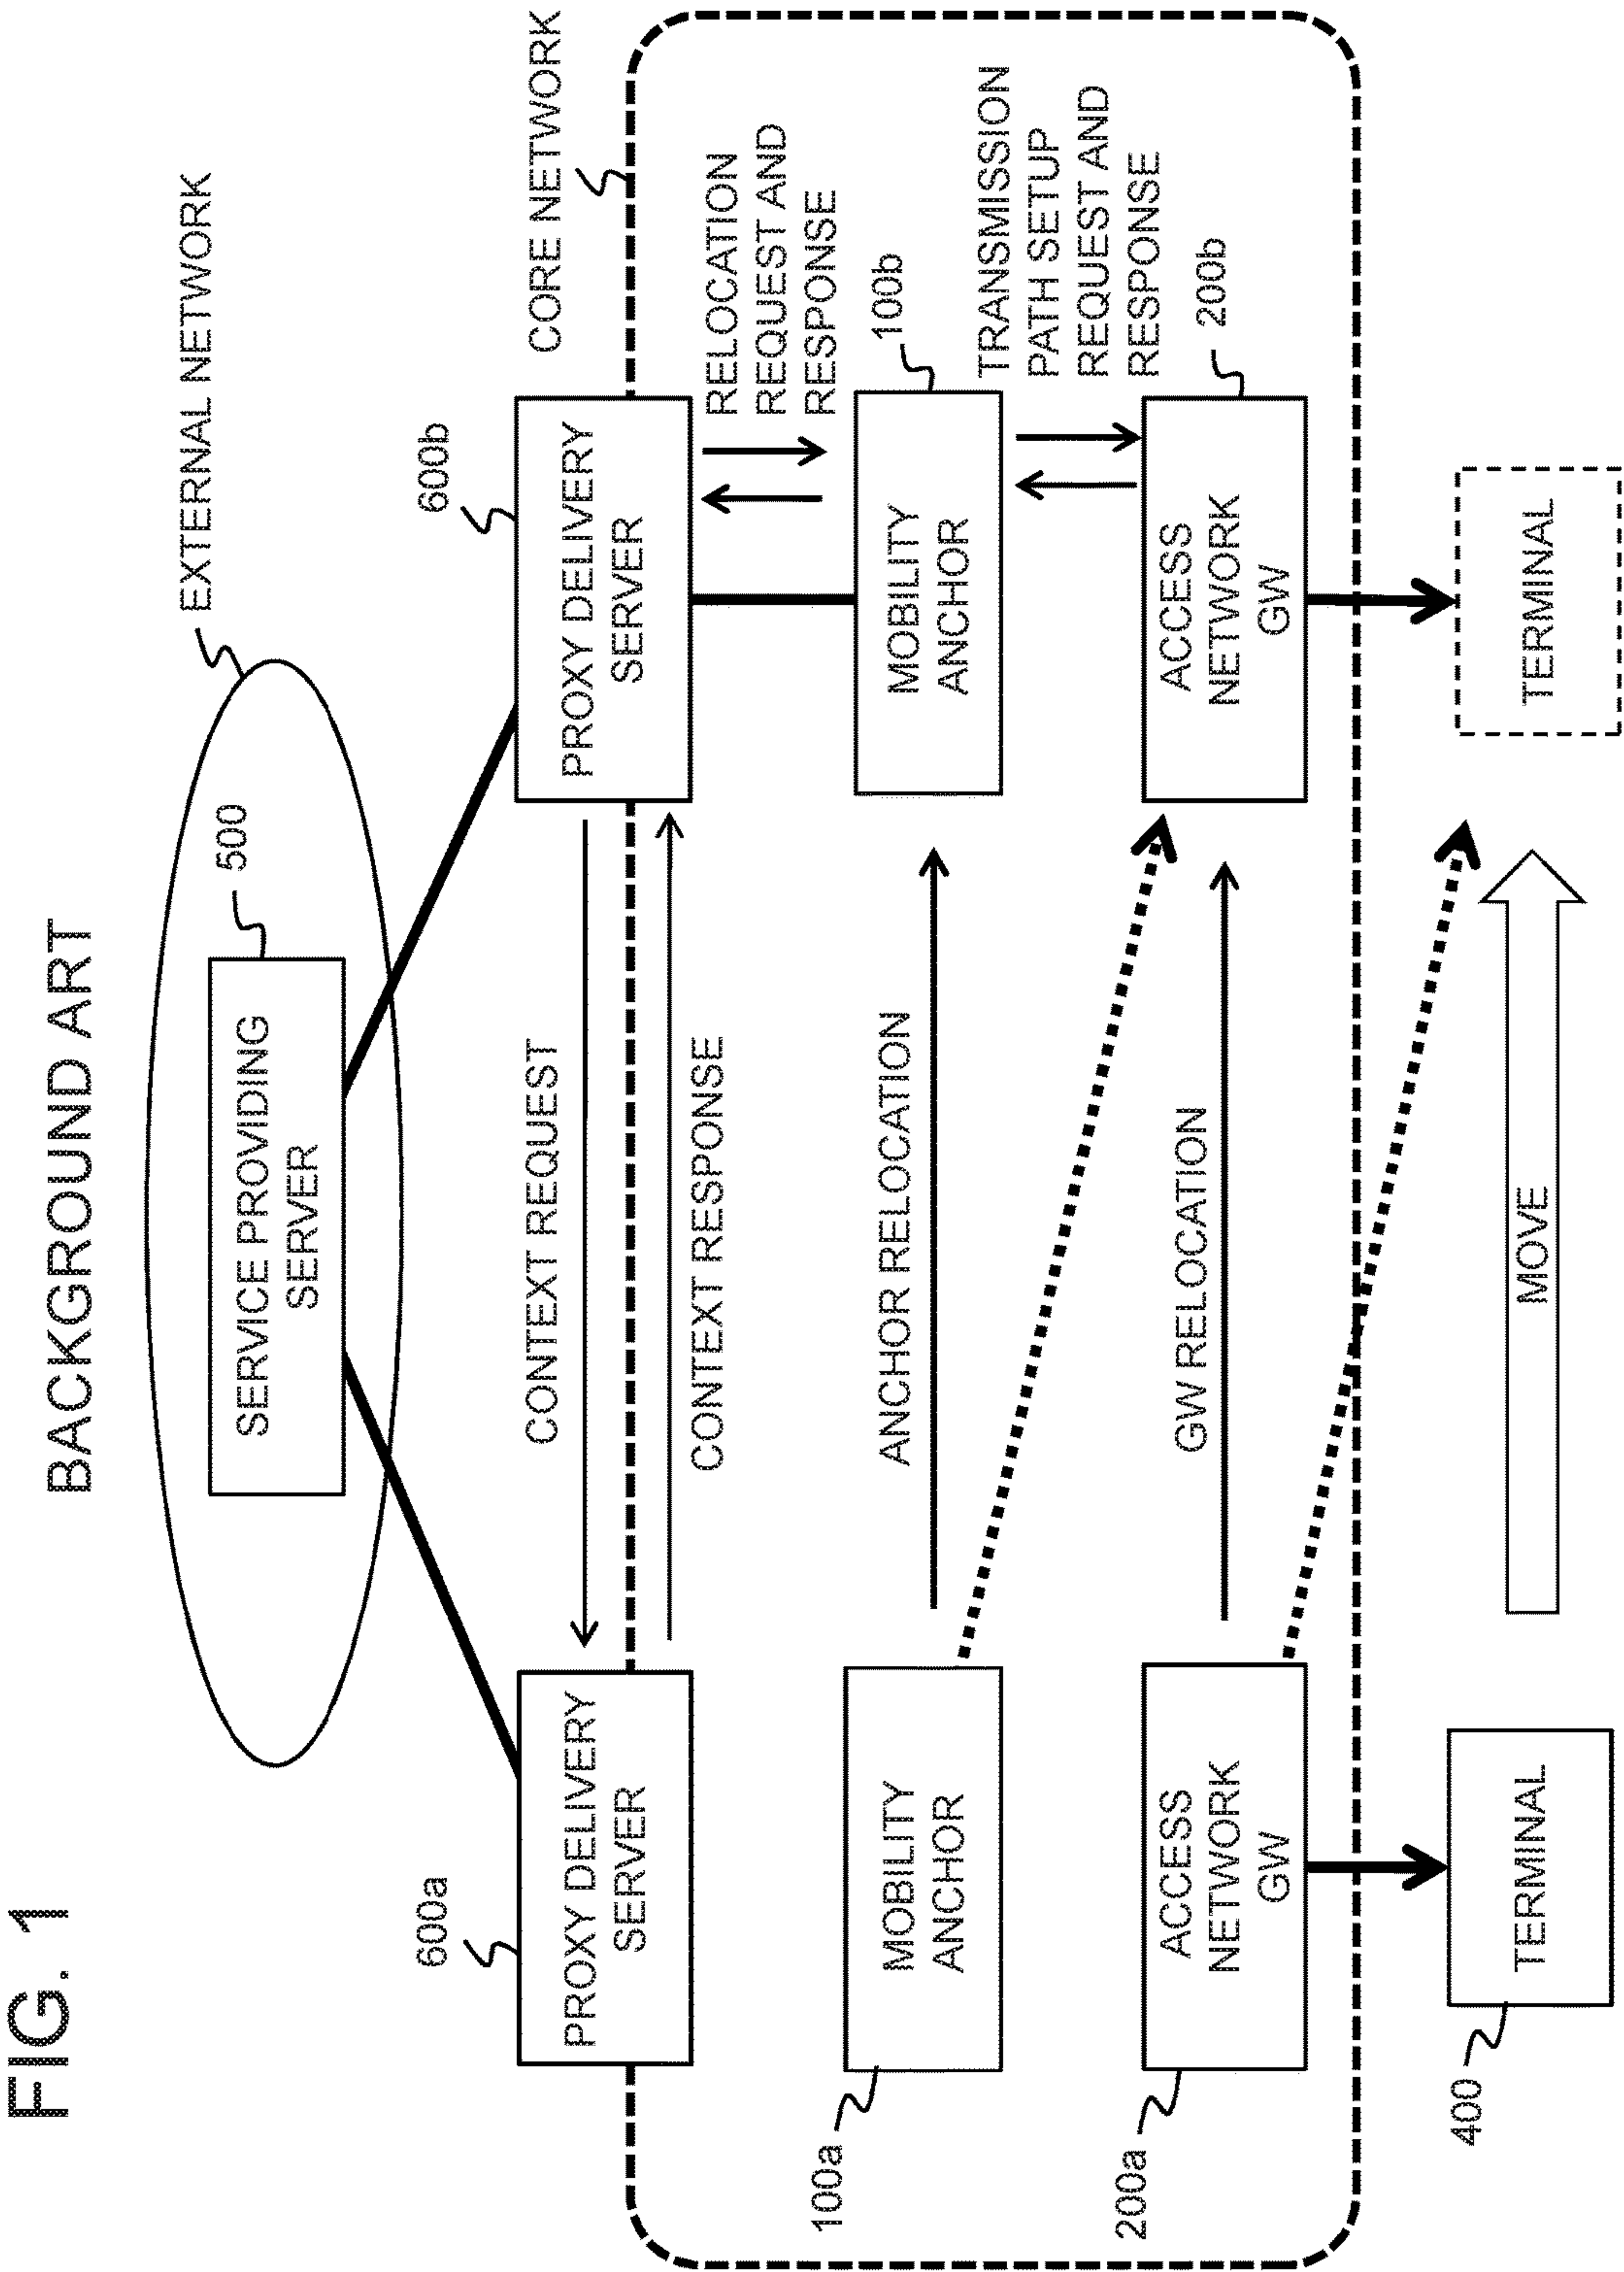 FIG. 1
BACKGROUND ART
EXTERNAL NETWORK
SERVICE PROVIDING
SERVER
500
CORE NETWORK
600a
PROXY DELIVERY
SERVER
CONTEXT REQUEST
CONTEXT RESPONSE
600b
PROXY DELIVERY
SERVER
RELOCATION
REQUEST AND
RESPONSE
100a
MOBILITY
ANCHOR
ANCHOR RELOCATION
MOBILITY
ANCHOR
100b
TRANSMISSION
PATH SETUP
REQUEST AND
RESPONSE
200a
ACCESS
NETWORK
GW
GW RELOCATION
ACCESS
NETWORK
GW
200b
400
TERMINAL
MOVE
TERMINAL